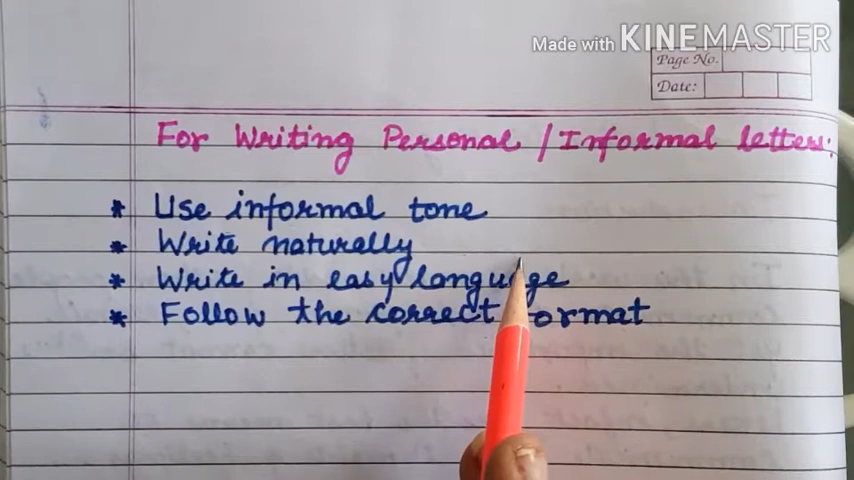 Made with KINEMASTER
Page No.
Date:
For Writing Personal / Informal letters:
* Use informal tone
* Write naturally
* Write in easy language
* Follow the correct format